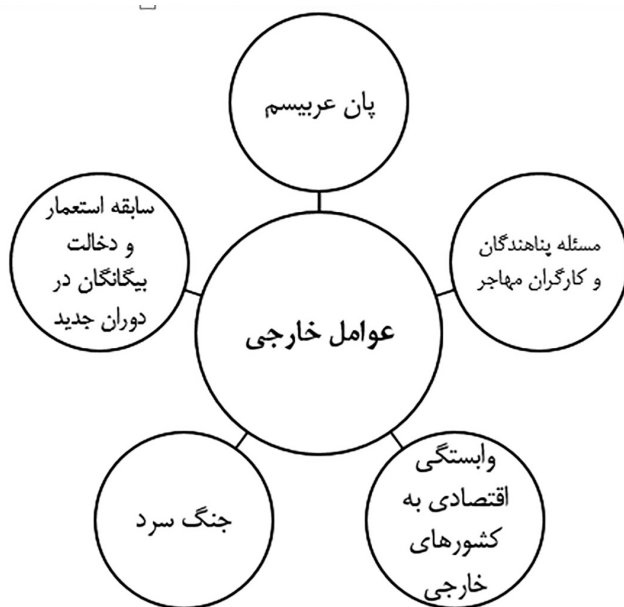 پان عربیسم
مسئله پناهندگان
و کارگران مهاجر
وابستگی
اقتصادی به
کشورهای
خارجی
جنگ سرد
سابقه استعمار
و دخالت
بیگانگان در
دوران جدید
عوامل خارجی